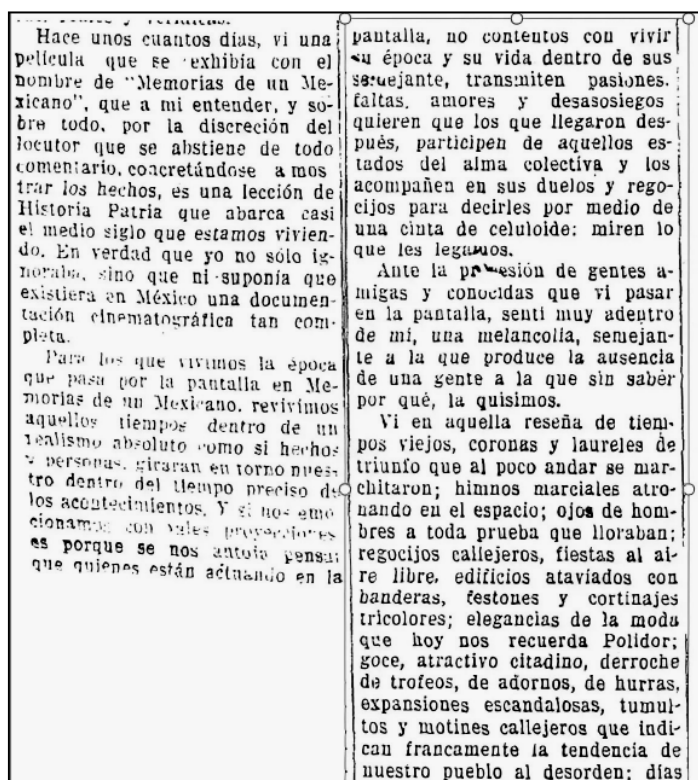 Hace unos cuantos días, vi una
película que se exhibía con el
nombre de "Memorias de un Me-
xicano", que a mi entender, y so-
bre todo, por la discreción del
locutor que se abstiene de todo
comentario, concretándose a mos
trar los hechos, es una lección de
Historia Patria que abarca casi
el medio siglo que estamos vivien-
do. En verdad que yo no sólo ig-
noraba, sino que ni suponía que
existiera en México una documen-
tación cinematográfica tan com-
pleta.
Para los que vivimos la época
que pasa por la pantalla en Me-
morias de un Mexicano, revivimos
aquellos tiempos dentro de un
realismo absoluto como si hechos
y personas, giraran en torno nues-
tro dentro del tiempo preciso de
los acontecimientos. Y si nos emo
cionamos con tales proyecciones
es porque se nos antoja pensar
que quienes están actuando en la
pantalla, no contentos con vivir
su época y su vida dentro de sus
semejante, transmiten pasiones,
faltas, amores y desasosiegos
quieren que los que llegaron des-
pués, participen de aquellos es-
tados del alma colectiva y los
acompañen en sus duelos y rego-
cijos para decirles por medio de
una cinta de celuloide: miren lo
que les legamos.
Ante la procesión de gentes a-
migas y conocidas que vi pasar
en la pantalla, sentí muy adentro
de mí, una melancolía, semejan-
te a la que produce la ausencia
de una gente a la que sin saber
por qué, la quisimos.
Vi en aquella reseña de tiem-
pos viejos, coronas y laureles de
triunfo que al poco andar se mar-
chitaron; himnos marciales atro-
nando en el espacio; ojos de hom-
bres a toda prueba que lloraban;
regocijos callejeros, fiestas al ai-
re libre, edificios ataviados con
banderas, festones y cortinajes
tricolores; elegancias de la moda
que hoy nos recuerda Polidor;
goce, atractivo citadino, derroche
de trofeos, de adornos, de hurras,
expansiones escandalosas, tumul-
tos y motines callejeros que indi-
can francamente la tendencia de
nuestro pueblo al desorden; días